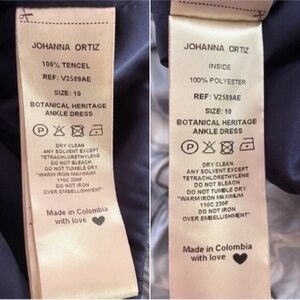 JOHANNA ORTIZ
100% TENCEL
REF: V2589AE
SIZE: 10
BOTANICAL HERITAGE
ANKLE DRESS
P
DRY CLEAN
ANY SOLVENT EXCEPT
TETRACHLORETHYLENE
DO NOT BLEACH
DO NOT TUMBLE DRY
"WARM IRON MAXIMUM
110C 230F
DO NOT IRON
OVER EMBELLISHMENT"
Made in Colombia
with love
JOHANNA ORTIZ
INSIDE
100% POLYESTER
REF: V2589AE
SIZE: 10
BOTANICAL HERITAGE
ANKLE DRESS
P
DRY CLEAN
ANY SOLVENT EXCEPT
TETRACHLORETHYLENE
DO NOT BLEACH
DO NOT TUMBLE DRY
"WARM IRON MAXIMUM
110C 230F
DO NOT IRON
OVER EMBELLISHMENT"
Made in Colombia
with love